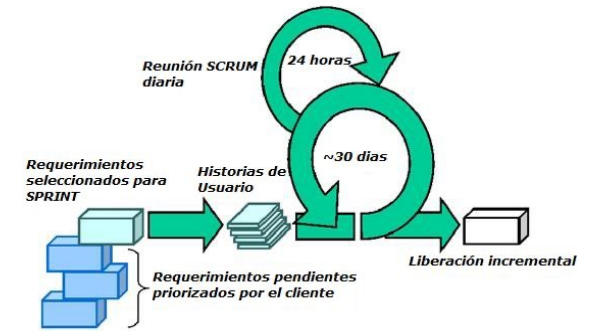 Reunión SCRUM
diaria
24 horas
~30 dias
Requerimientos
seleccionados para
SPRINT
Historias de
Usuario
Liberación incremental
Requerimientos pendientes
priorizados por el cliente